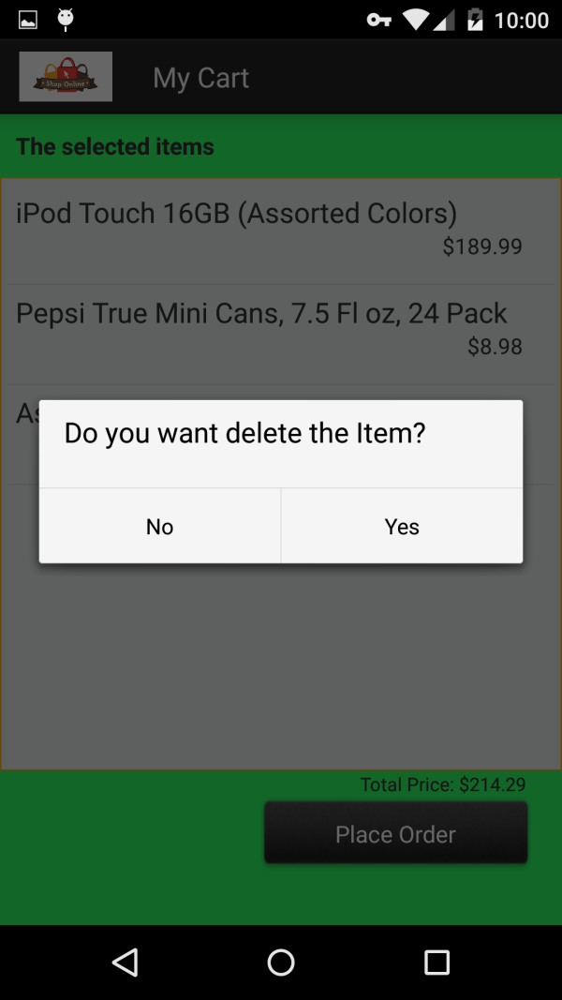 10:00
Shop Online
My Cart
The selected items
iPod Touch 16GB (Assorted Colors)
$189.99
Pepsi True Mini Cans, 7.5 Fl oz, 24 Pack
$8.98
Do you want delete the Item?
No
Yes
Total Price: $214.29
Place Order